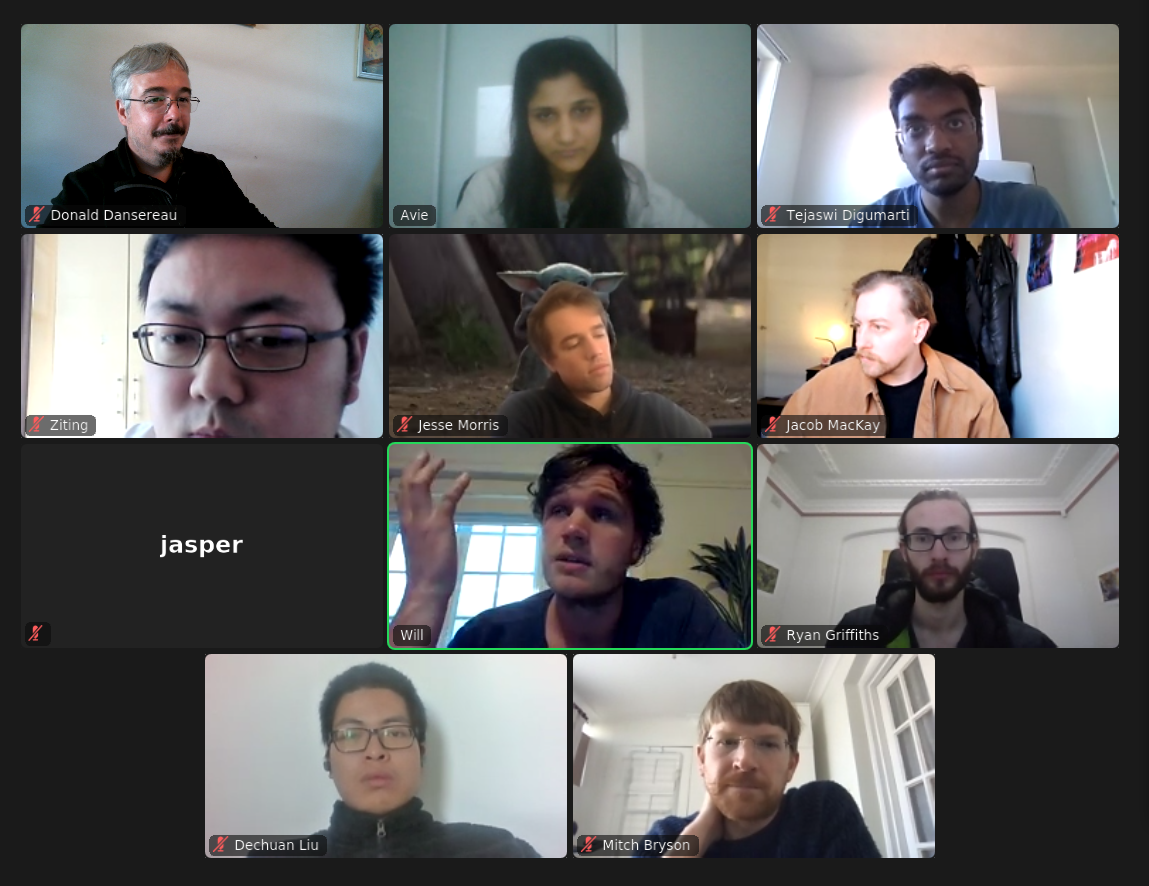 Donald Dansereau
Avie
Tejaswi Digumarti
Ziting
Jesse Morris
Jacob MacKay
jasper
Will
Ryan Griffiths
Dechuan Liu
Mitch Bryson